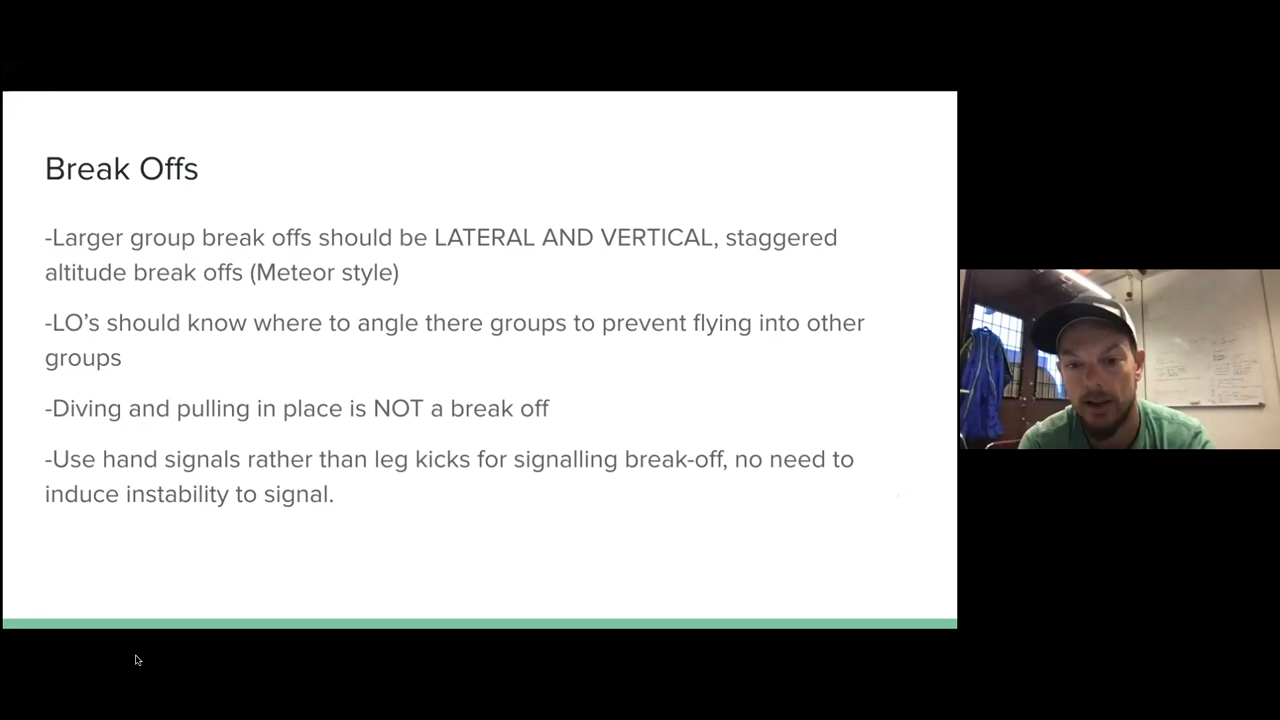 Break Offs
-Larger group break offs should be LATERAL AND VERTICAL, staggered
altitude break offs (Meteor style)
-LO’s should know where to angle there groups to prevent flying into other
groups
-Diving and pulling in place is NOT a break off
-Use hand signals rather than leg kicks for signalling break-off, no need to
induce instability to signal.